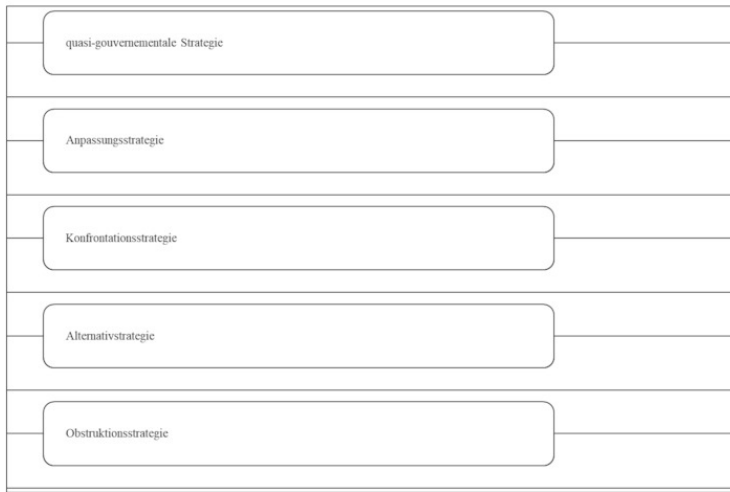 quasi-gouvernementale Strategie
Anpassungsstrategie
Konfrontationsstrategie
Alternativstrategie
Obstruktionsstrategie